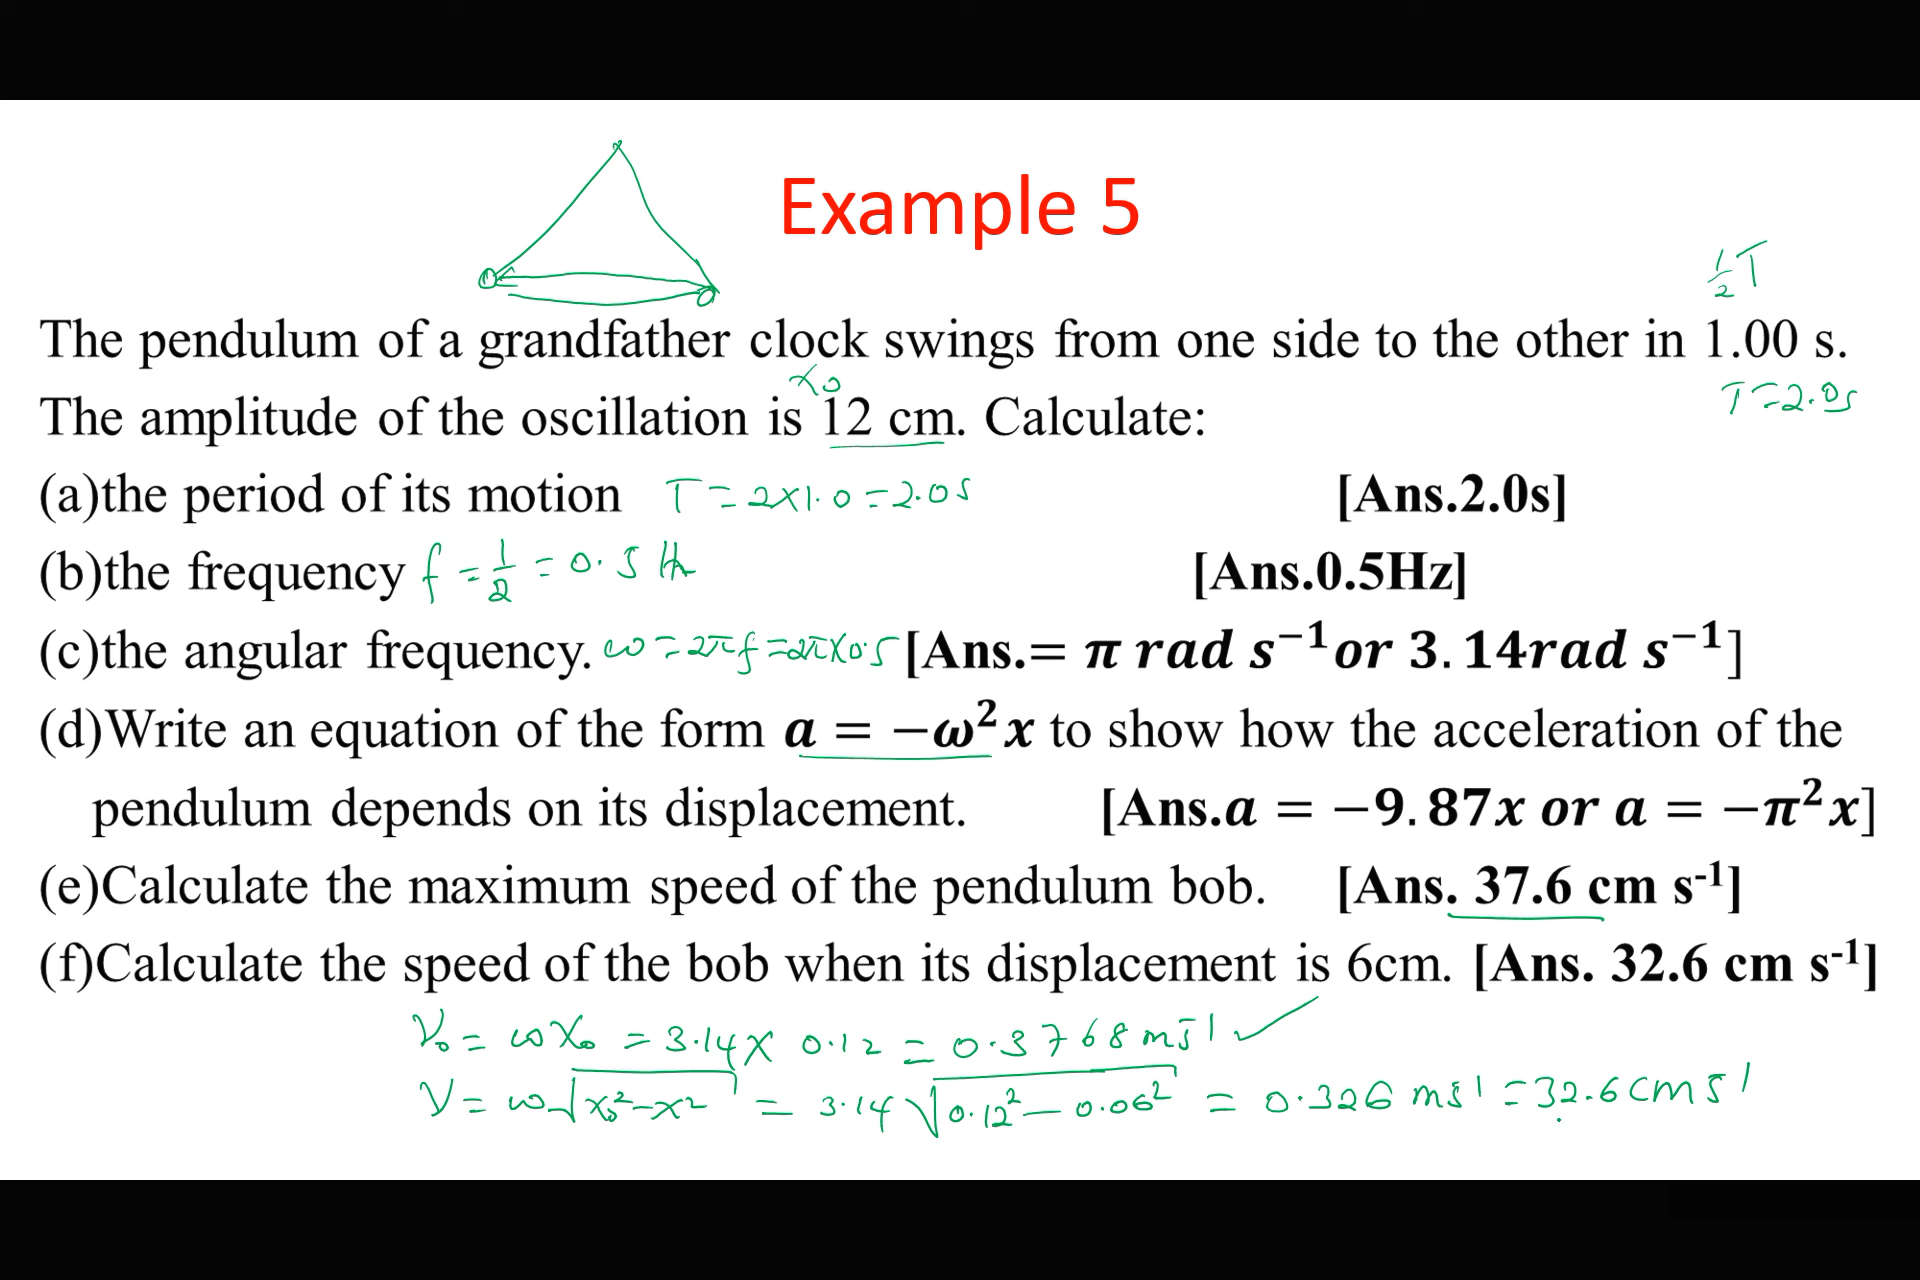 Example 5
½T
The pendulum of a grandfather clock swings from one side to the other in 1.00 s.
x₀
T=2.0s
The amplitude of the oscillation is 12 cm. Calculate:
(a)the period of its motion T=2×1.0=2.0s [Ans.2.0s]
(b)the frequency f=1/2=0.5 Hz [Ans.0.5Hz]
(c)the angular frequency. ω=2πf=2π×0.5 [Ans.= π rad s⁻¹or 3.14rad s⁻¹]
(d)Write an equation of the form a = −ω²x to show how the acceleration of the
pendulum depends on its displacement. [Ans.a = −9.87x or a = −π²x]
(e)Calculate the maximum speed of the pendulum bob. [Ans. 37.6 cm s⁻¹]
(f)Calculate the speed of the bob when its displacement is 6cm. [Ans. 32.6 cm s⁻¹]
V₀ = ωx₀ = 3.14× 0.12 = 0.3768 ms⁻¹ ✓
V = ω√(x₀²−x²) = 3.14 √(0.12² − 0.06²) = 0.326 ms⁻¹ = 32.6 cm s⁻¹